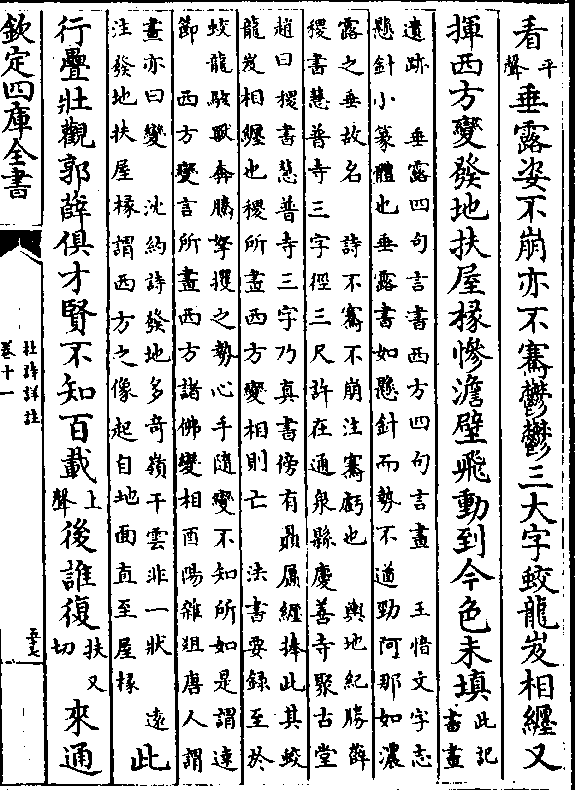 看平聲垂露姿不崩亦不騫鬱鬱三大字蛟龍岌相纏又
揮西方變發地扶屋椽慘澹壁飛動到今色未填此記書畫
遺跡　垂露四句言書西方四句言畫　王愔文字志
懸針小篆體也垂露書如懸針而勢不遒勁阿那如濃
露之垂故名　詩不騫不崩注騫虧也　輿地紀勝薛
稷書慧普寺三字徑三尺許在通泉縣慶善寺聚古堂
趙曰稷書慧普寺三字乃真書傍有贔屭纏捧此其蛟
龍岌相纏也稷所畫西方變相則亡　法書要錄至於
蛟龍駭獸奔騰拏攫之勢心手隨變不知所如是謂達
節　西方變言所畫西方諸佛變相酉陽雜俎唐人謂
畫亦曰變　沈約詩發地多奇嶺干雲非一狀　遠
注發地扶屋椽謂西方之像起自地面直至屋椽　此
行疊壯觀郭薛俱才賢不知百載上聲後誰復扶又切來通
欽定四庫全書
杜詩詳註
卷十一